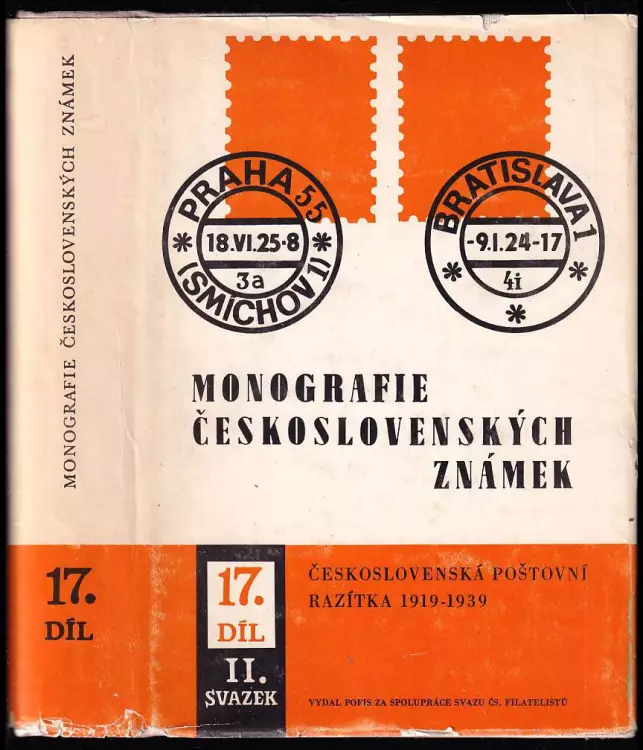 MONOGRAFIE ČESKOSLOVENSKÝCH ZNÁMEK
17.
DÍL
PRAHA 55
18.VI.25-8
3a
(SMÍCHOV 1)
BRATISLAVA 1
-9.I.24-17
4i
MONOGRAFIE
ČESKOSLOVENSKÝCH
ZNÁMEK
17.
DÍL
II.
SVAZEK
ČESKOSLOVENSKÁ POŠTOVNÍ
RAZÍTKA 1919-1939
VYDAL POFIS ZA SPOLUPRÁCE SVAZU ČS. FILATELISTŮ